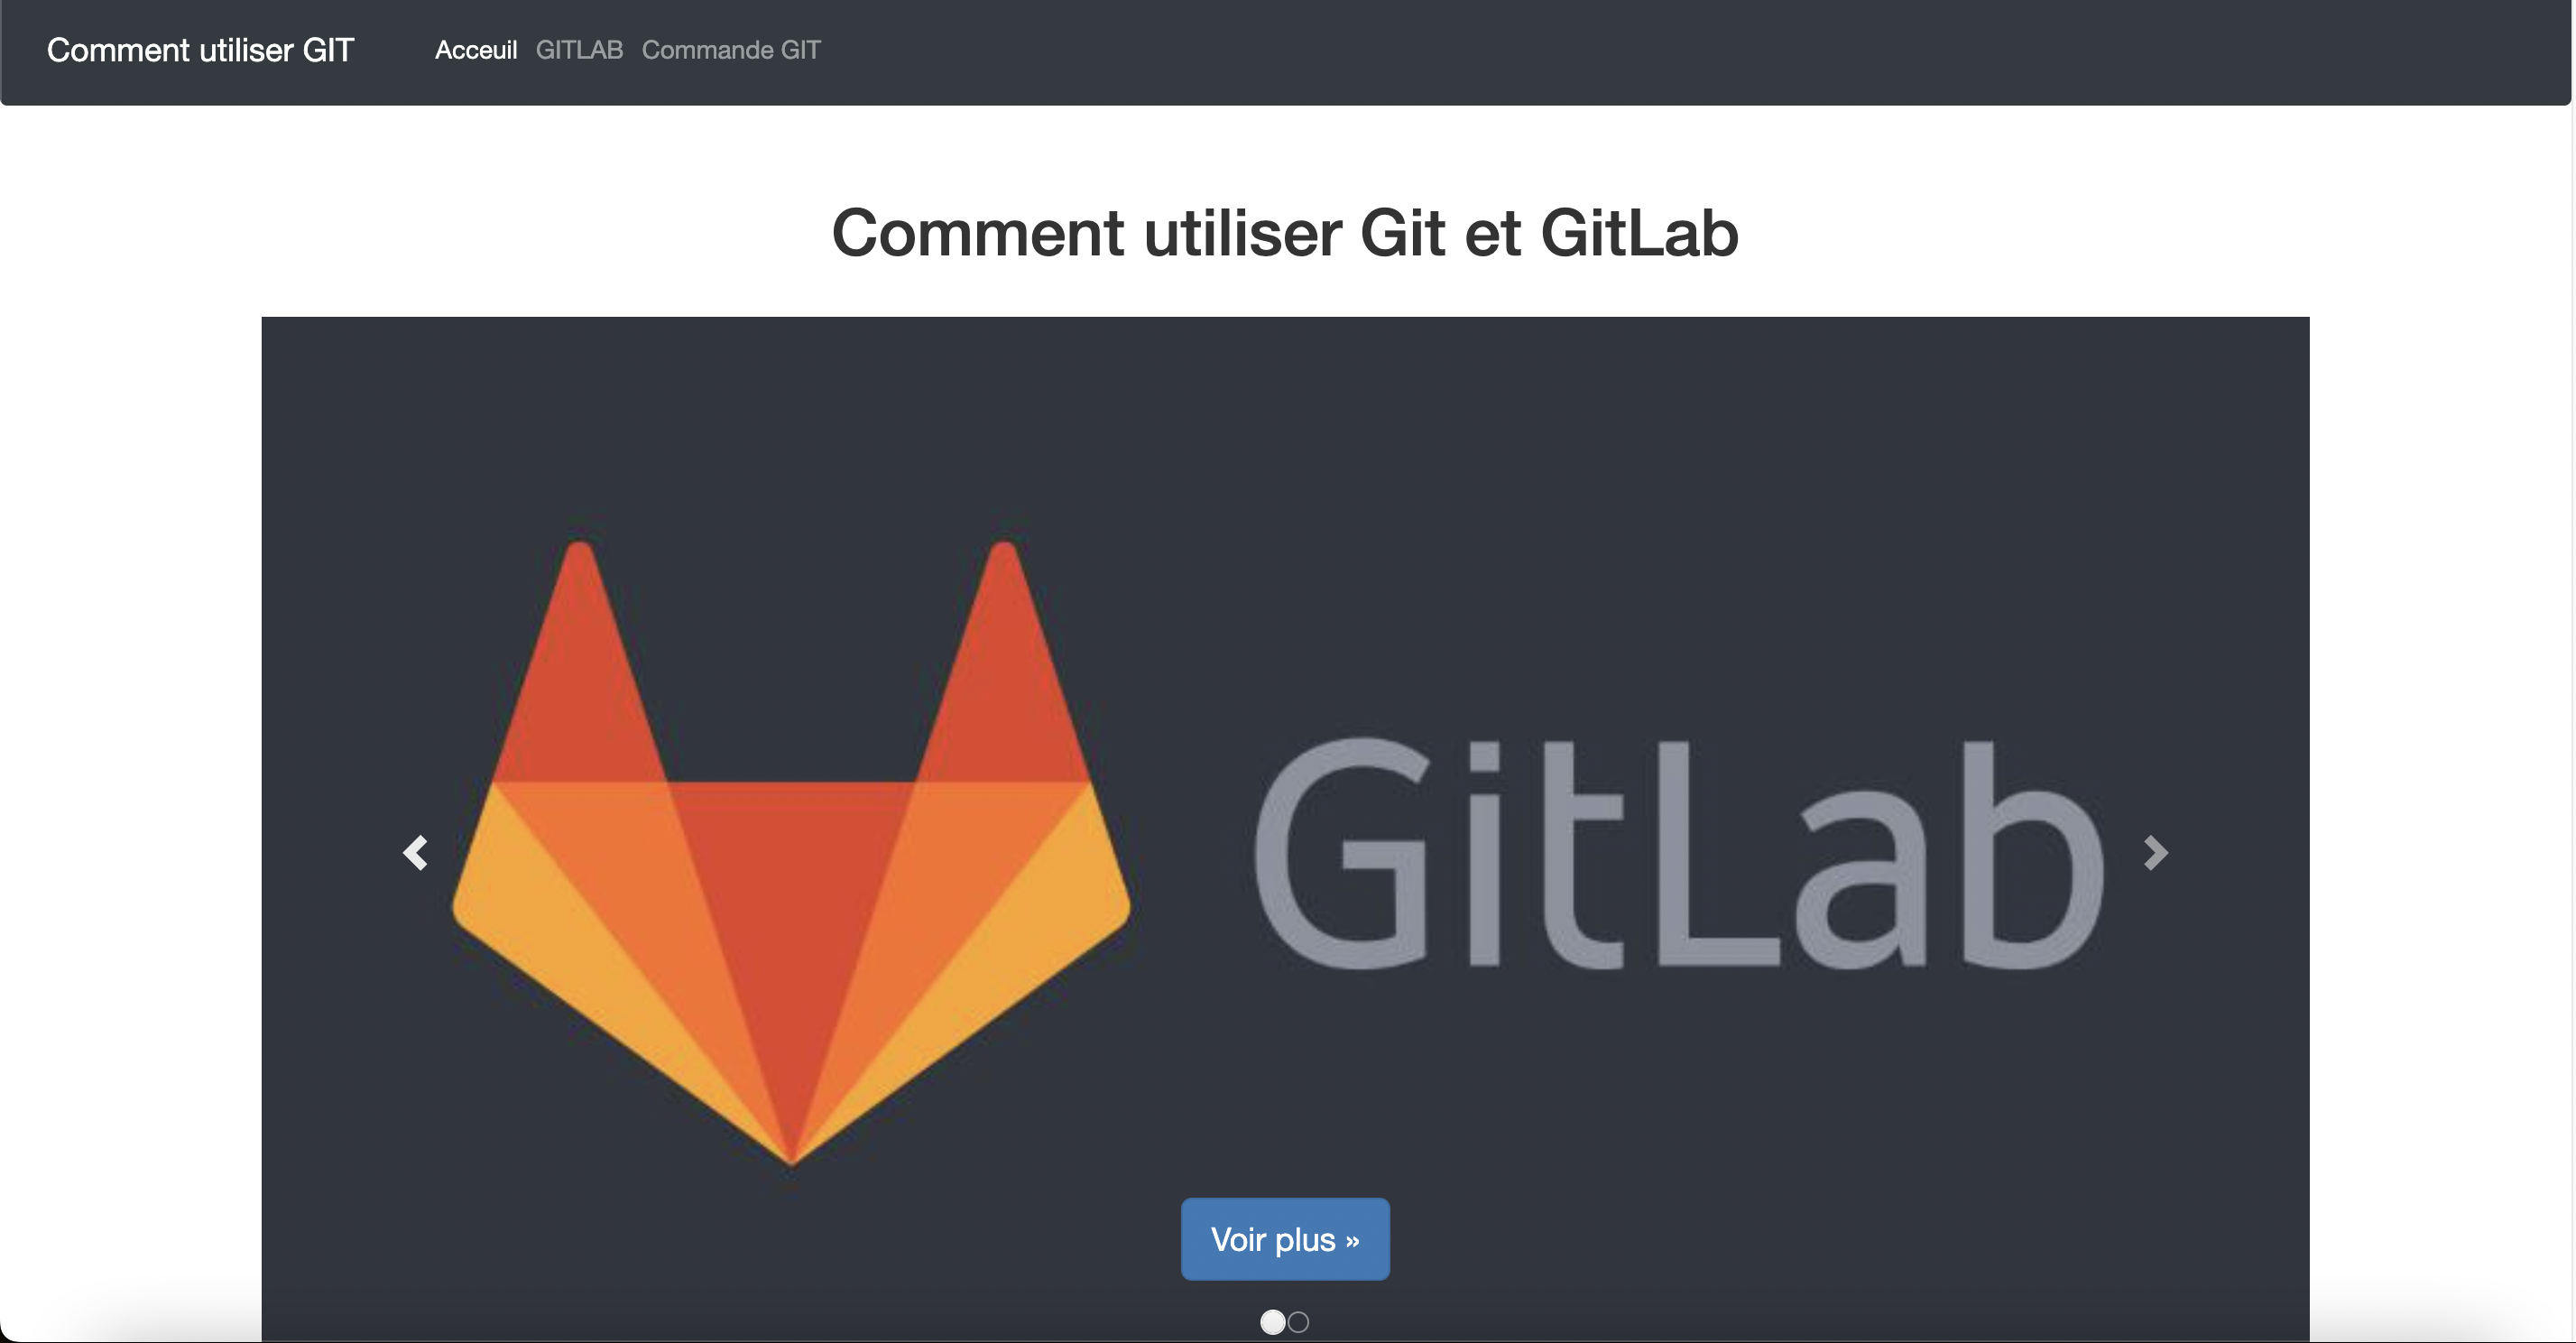 Comment utiliser GIT Acceuil GITLAB Commande GIT
Comment utiliser Git et GitLab
GitLab
Voir plus »